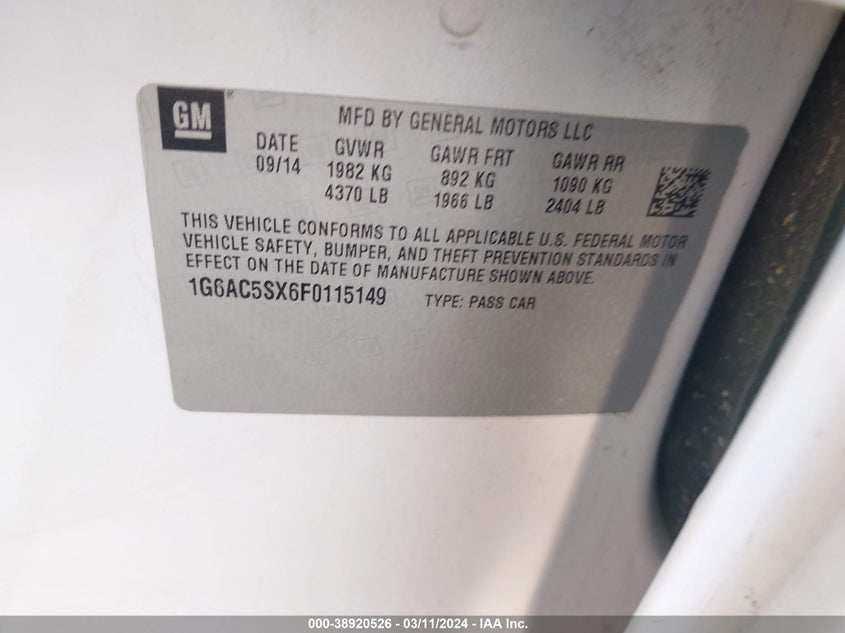 GM®
MFD BY GENERAL MOTORS LLC
DATE GVWR GAWR FRT GAWR RR
09/14 1982 KG 892 KG 1090 KG
4370 LB 1966 LB 2404 LB
THIS VEHICLE CONFORMS TO ALL APPLICABLE U.S. FEDERAL MOTOR
VEHICLE SAFETY, BUMPER, AND THEFT PREVENTION STANDARDS IN
EFFECT ON THE DATE OF MANUFACTURE SHOWN ABOVE.
1G6AC5SX6F0115149 TYPE: PASS CAR
000-38920526 - 03/11/2024 - IAA Inc.